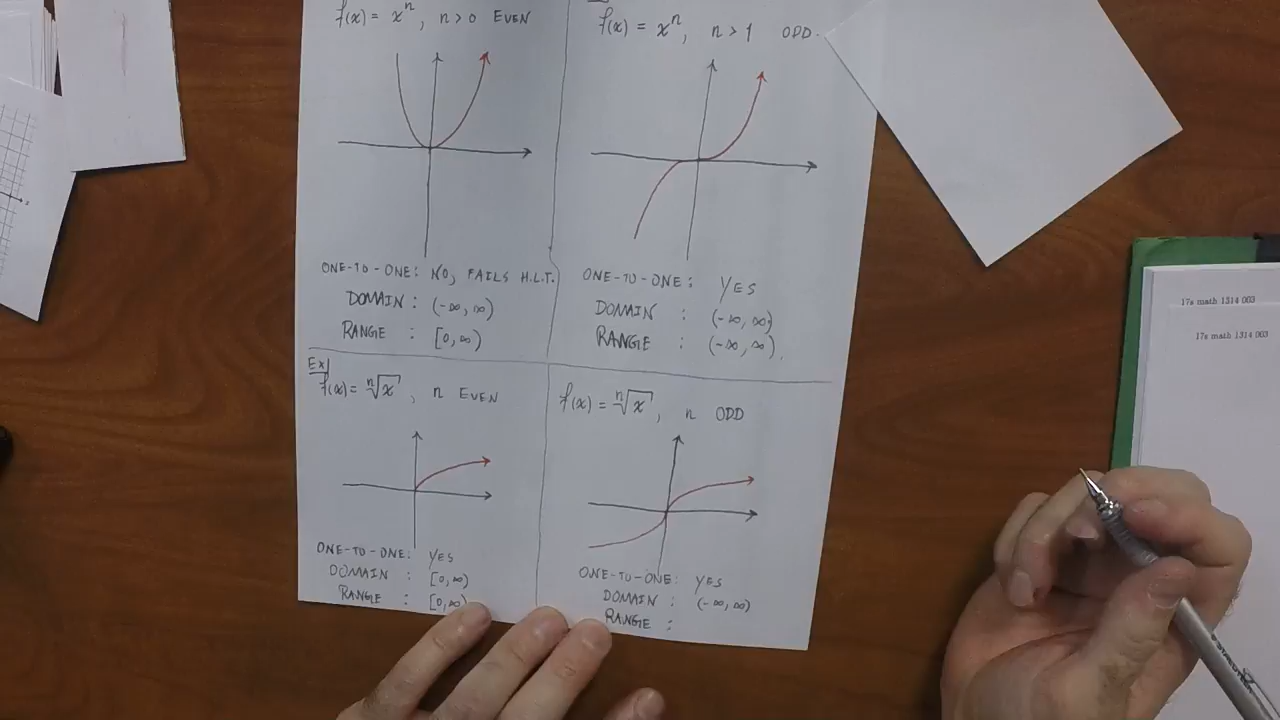 f(x) = xⁿ, n > 0 EVEN
ONE-TO-ONE: NO, FAILS H.L.T.
DOMAIN : (-∞, ∞)
RANGE : [0, ∞)
f(x) = xⁿ, n > 1 ODD.
ONE-TO-ONE: YES
DOMAIN : (-∞, ∞)
RANGE : (-∞, ∞).
Ex|
f(x) = ⁿ√x, n EVEN
ONE-TO-ONE: YES
DOMAIN : [0, ∞)
RANGE : [0, ∞)
f(x) = ⁿ√x, n ODD
ONE-TO-ONE: YES
DOMAIN : (-∞, ∞)
RANGE :
17s math 1314 003
17s math 1314 003